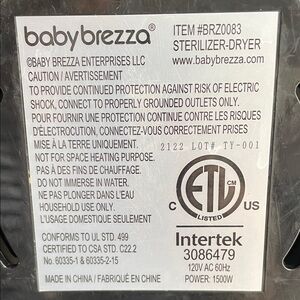 babybrezza®
ITEM #BRZ0083
STERILIZER-DRYER
©BABY BREZZA ENTERPRISES LLC
www.babybrezza.com
CAUTION / AVERTISSEMENT
TO PROVIDE CONTINUED PROTECTION AGAINST RISK OF ELECTRIC
SHOCK, CONNECT TO PROPERLY GROUNDED OUTLETS ONLY.
POUR FOURNIR UNE PROTECTION CONTINUE CONTRE LES RISQUES
D'ÉLECTROCUTION, CONNECTEZ-VOUS CORRECTEMENT PRISES
MISE À LA TERRE UNIQUEMENT.
2122 LOT# TY-001
NOT FOR SPACE HEATING PURPOSE.
PAS À DES FINS DE CHAUFFAGE.
DO NOT IMMERSE IN WATER.
NE PAS PLONGER DANS L'EAU
HOUSEHOLD USE ONLY.
L'USAGE DOMESTIQUE SEULEMENT
CONFORMS TO UL STD. 499
CERTIFIED TO CSA STD. C22.2
No. 60335-1 & 60335-2-15
MADE IN CHINA / FABRIQUÉ EN CHINE
ETL CM
C US
LISTED
Intertek
3086479
120V AC 60Hz
POWER: 1500W